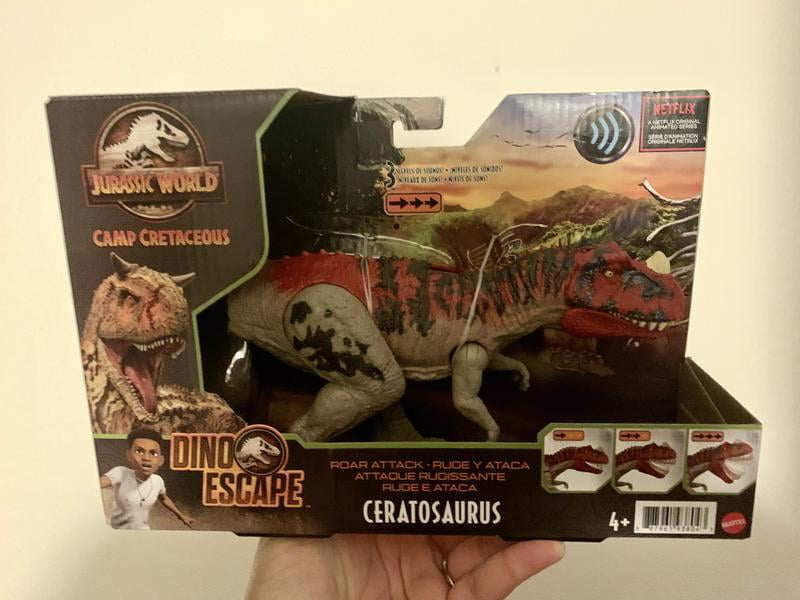 JURASSIC WORLD
CAMP CRETACEOUS
3 LEVELS OF SOUNDS! • ¡NIVELES DE SONIDOS!
NIVEAUX DE SONS! • NÍVEIS DE SONS!
NETFLIX
A NETFLIX ORIGINAL
ANIMATED SERIES
SÉRIE D'ANIMATION
ORIGINALE NETFLIX
DINO
ESCAPE
ROAR ATTACK • RUGE Y ATACA
ATTAQUE RUGISSANTE
RUGE E ATACA
CERATOSAURUS
4+
MATTEL